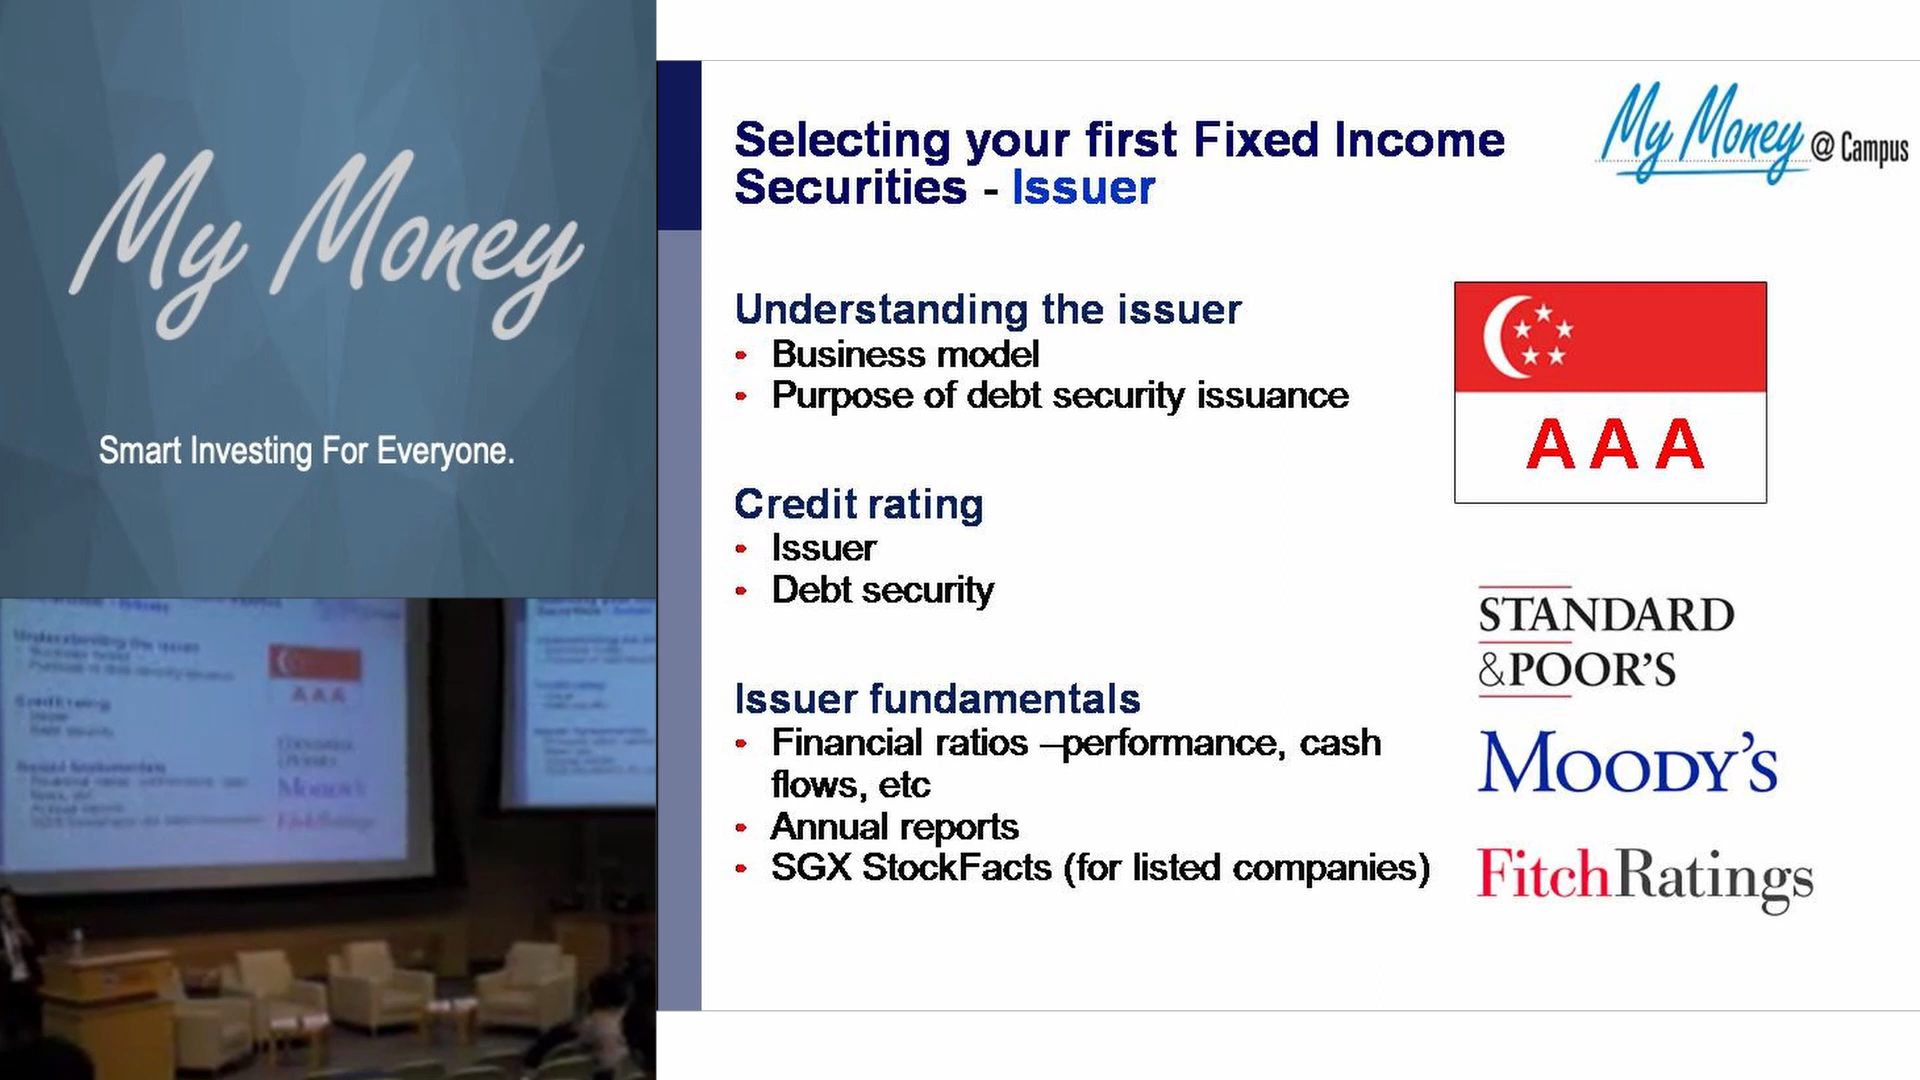 My Money
Smart Investing For Everyone.
Selecting your first Fixed Income
Securities - Issuer
My Money @ Campus
Understanding the issuer
• Business model
• Purpose of debt security issuance
AAA
Credit rating
• Issuer
• Debt security
STANDARD
&POOR'S
Issuer fundamentals
• Financial ratios –performance, cash
flows, etc
• Annual reports
• SGX StockFacts (for listed companies)
MOODY'S
FitchRatings